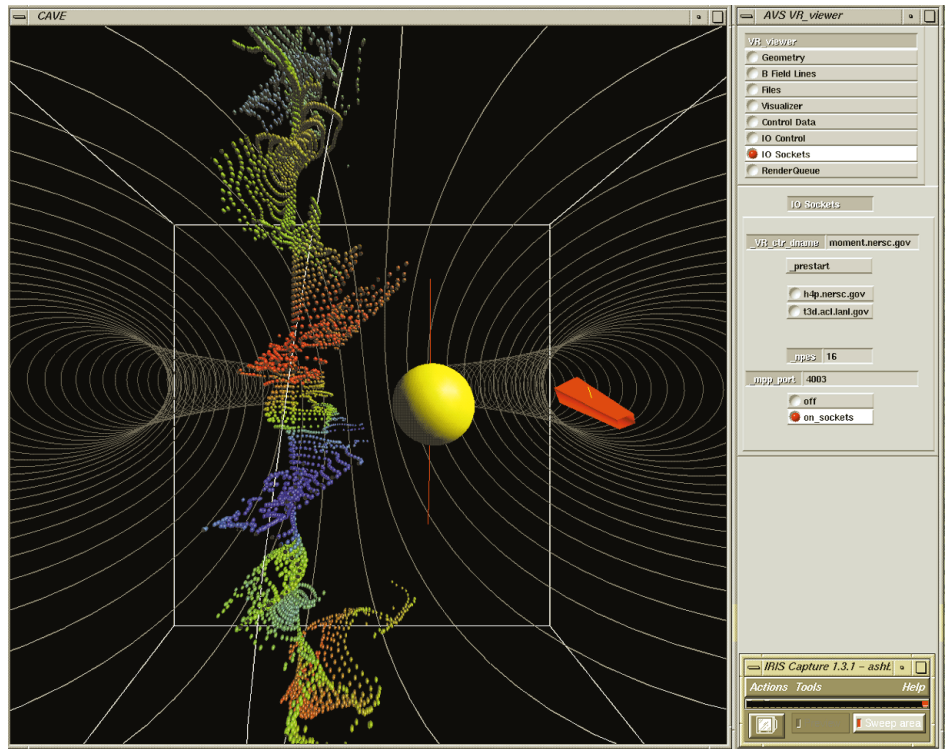 CAVE
AVS VR_viewer
VR_viewer
Geometry
B Field Lines
Files
Visualizer
Control Data
IO Control
IO Sockets
RenderQueue
IO Sockets
_VR_ctr_dname moment.nersc.gov
_prestart
h4p.nersc.gov
t3d.acl.lanl.gov
_npes 16
_mpp_port 4003
off
on_sockets
IRIS Capture 1.3.1 – asht
Actions Tools Help
Sweep area